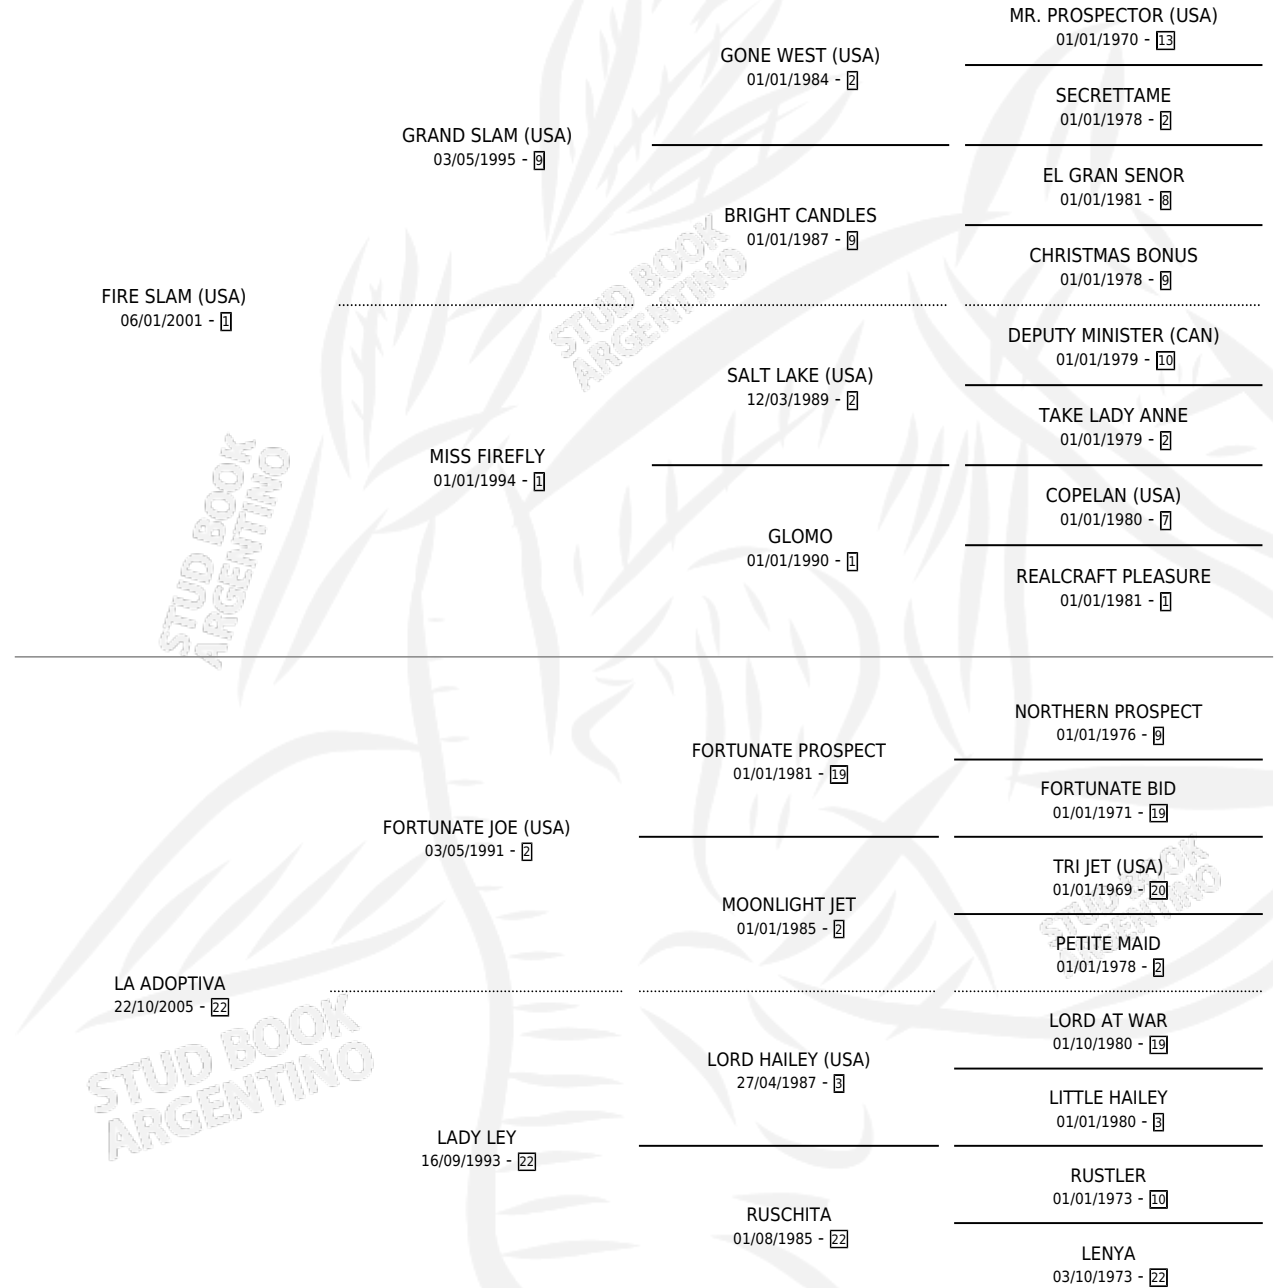 MR. PROSPECTOR (USA)
01/01/1970 - 13
GONE WEST (USA)
01/01/1984 - 2
SECRETTAME
01/01/1978 - 2
GRAND SLAM (USA)
03/05/1995 - 9
EL GRAN SENOR
01/01/1981 - 8
BRIGHT CANDLES
01/01/1987 - 9
CHRISTMAS BONUS
01/01/1978 - 9
FIRE SLAM (USA)
06/01/2001 - 1
STUD BOOK
ARGENTINO
DEPUTY MINISTER (CAN)
01/01/1979 - 10
SALT LAKE (USA)
12/03/1989 - 2
TAKE LADY ANNE
01/01/1979 - 2
MISS FIREFLY
01/01/1994 - 1
COPELAN (USA)
01/01/1980 - 7
GLOMO
01/01/1990 - 1
REALCRAFT PLEASURE
01/01/1981 - 1
STUD BOOK
ARGENTINO
NORTHERN PROSPECT
01/01/1976 - 9
FORTUNATE PROSPECT
01/01/1981 - 19
FORTUNATE BID
01/01/1971 - 19
FORTUNATE JOE (USA)
03/05/1991 - 2
TRI JET (USA)
01/01/1969 - 20
MOONLIGHT JET
01/01/1985 - 2
STUD BOOK
ARGENTINO
PETITE MAID
01/01/1978 - 2
LA ADOPTIVA
22/10/2005 - 22
STUD BOOK
ARGENTINO
LORD AT WAR
01/10/1980 - 19
LORD HAILEY (USA)
27/04/1987 - 3
LITTLE HAILEY
01/01/1980 - 3
LADY LEY
16/09/1993 - 22
RUSTLER
01/01/1973 - 10
RUSCHITA
01/08/1985 - 22
LENYA
03/10/1973 - 22